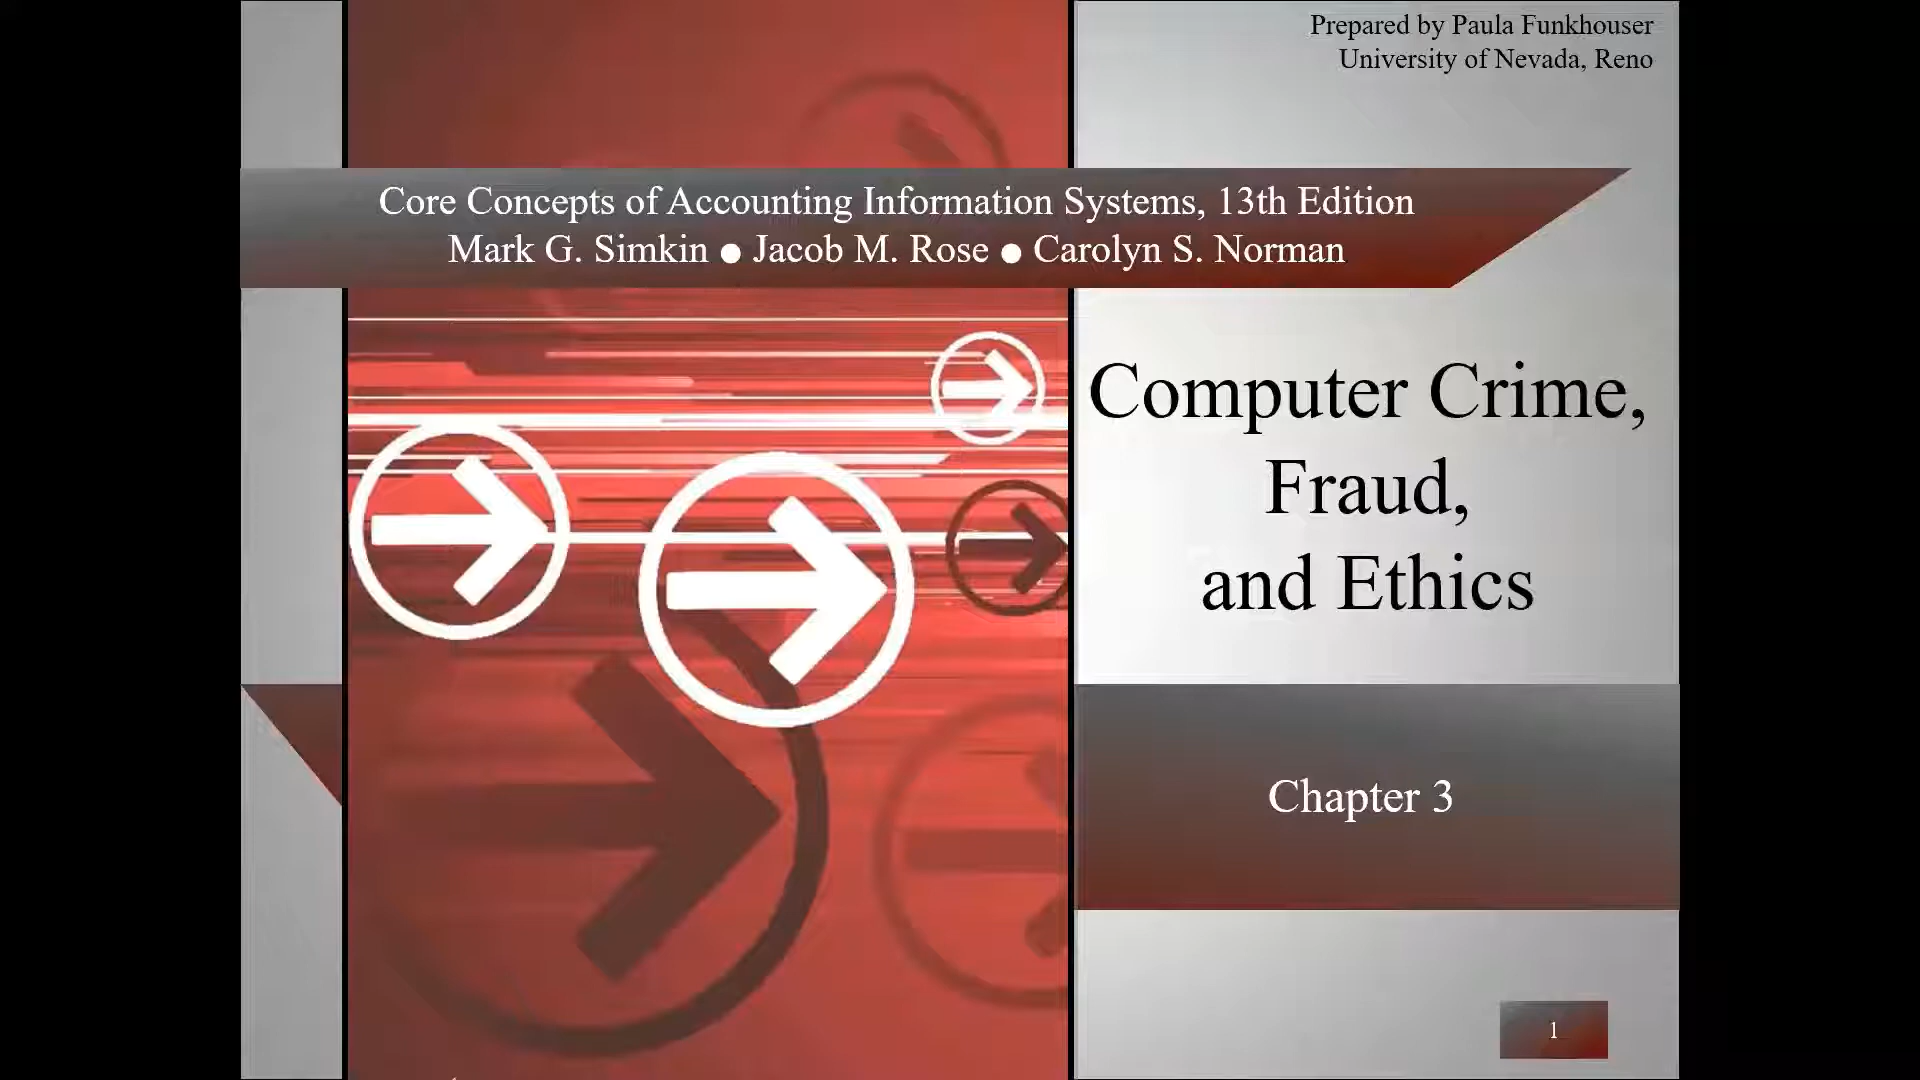 Prepared by Paula Funkhouser
University of Nevada, Reno
Core Concepts of Accounting Information Systems, 13th Edition
Mark G. Simkin ● Jacob M. Rose ● Carolyn S. Norman
Computer Crime,
Fraud,
and Ethics
Chapter 3
1